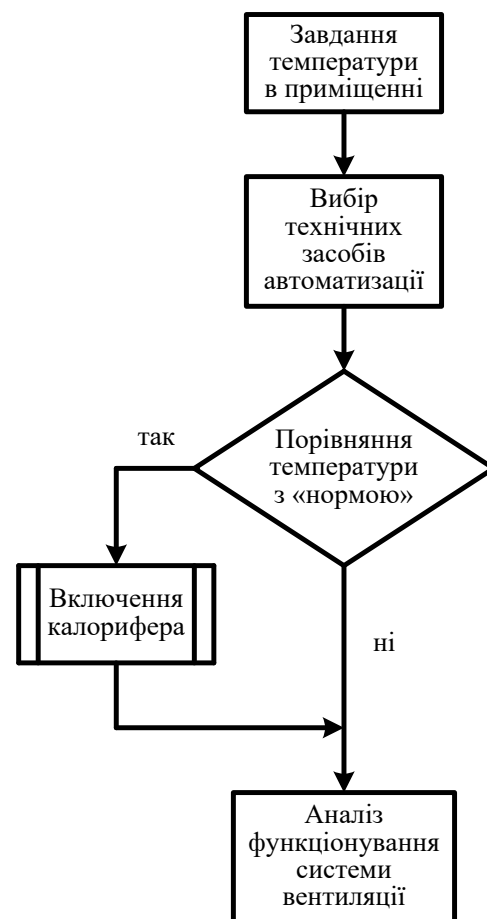 Завдання
температури
в приміщенні
Вибір
технічних
засобів
автоматизації
так
Порівняння
температури
з «нормою»
Включення
калорифера
ні
Аналіз
функціонування
системи
вентиляції